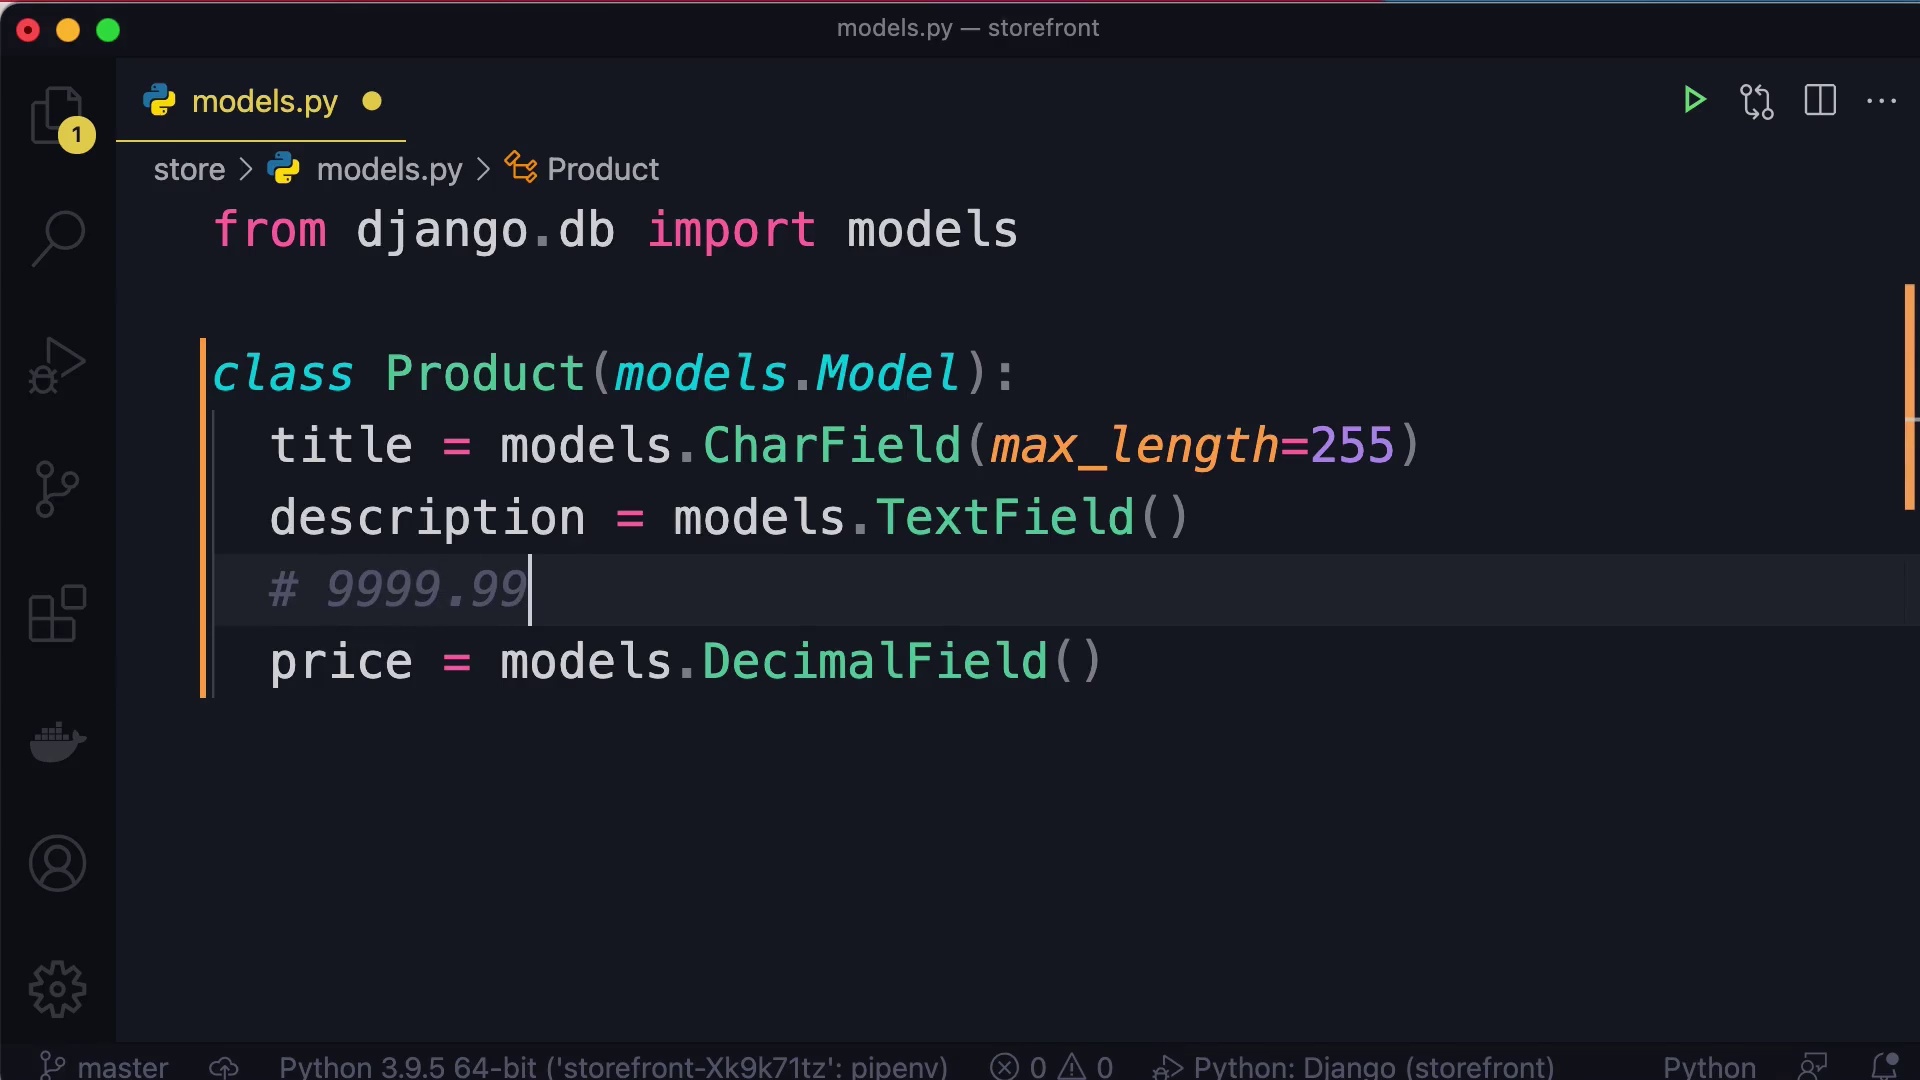 models.py — storefront
models.py
1
store > models.py > Product
from django.db import models
class Product(models.Model):
title = models.CharField(max_length=255)
description = models.TextField()
# 9999.99
price = models.DecimalField()
master Python 3.9.5 64-bit ('storefront-Xk9k71tz': pipenv) 0 0 Python: Django (storefront) Python